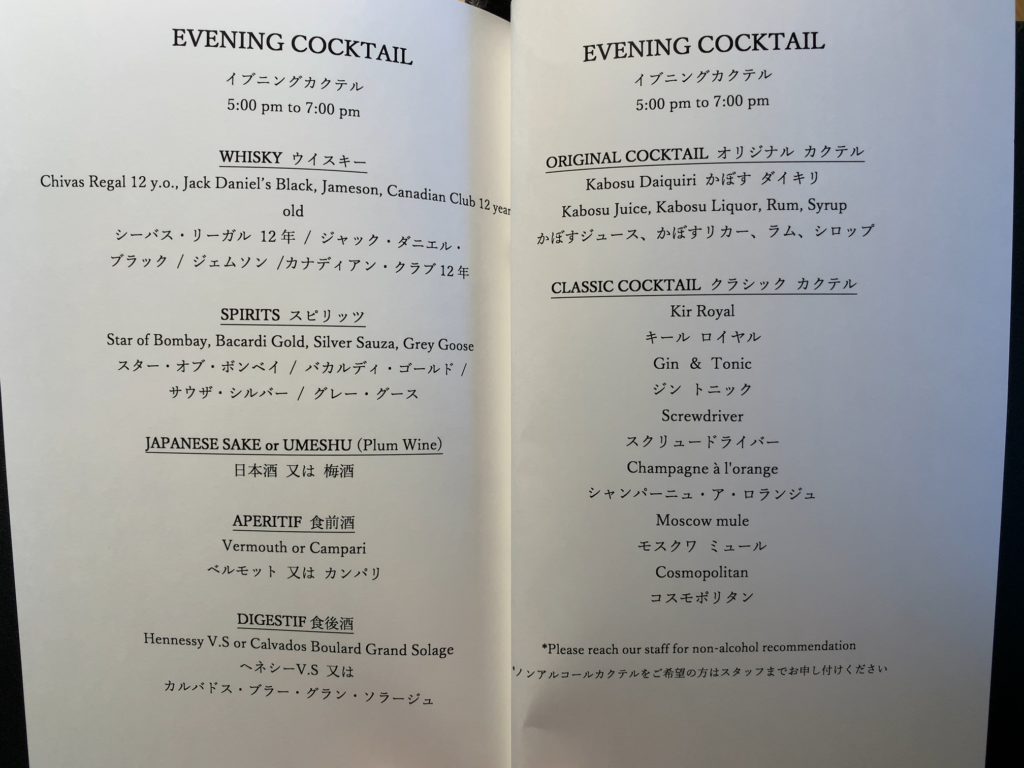 EVENING COCKTAIL
イブニングカクテル
5:00 pm to 7:00 pm
WHISKY ウイスキー
Chivas Regal 12 y.o., Jack Daniel's Black, Jameson, Canadian Club 12 year
old
シーバス・リーガル 12年 / ジャック・ダニエル・
ブラック / ジェムソン /カナディアン・クラブ12年
SPIRITS スピリッツ
Star of Bombay, Bacardi Gold, Silver Sauza, Grey Goose
スター・オブ・ボンベイ / バカルディ・ゴールド /
サウザ・シルバー / グレー・グース
JAPANESE SAKE or UMESHU (Plum Wine)
日本酒 又は 梅酒
APERITIF 食前酒
Vermouth or Campari
ベルモット 又は カンパリ
DIGESTIF 食後酒
Hennessy V.S or Calvados Boulard Grand Solage
ヘネシーV.S 又は
カルバドス・ブラー・グラン・ソラージュ
EVENING COCKTAIL
イブニングカクテル
5:00 pm to 7:00 pm
ORIGINAL COCKTAIL オリジナル カクテル
Kabosu Daiquiri かぼす ダイキリ
Kabosu Juice, Kabosu Liquor, Rum, Syrup
かぼすジュース、かぼすリカー、ラム、シロップ
CLASSIC COCKTAIL クラシック カクテル
Kir Royal
キール ロイヤル
Gin & Tonic
ジン トニック
Screwdriver
スクリュードライバー
Champagne à l'orange
シャンパーニュ・ア・ロランジュ
Moscow mule
モスクワ ミュール
Cosmopolitan
コスモポリタン
*Please reach our staff for non-alcohol recommendation
*ノンアルコールカクテルをご希望の方はスタッフまでお申し付けください